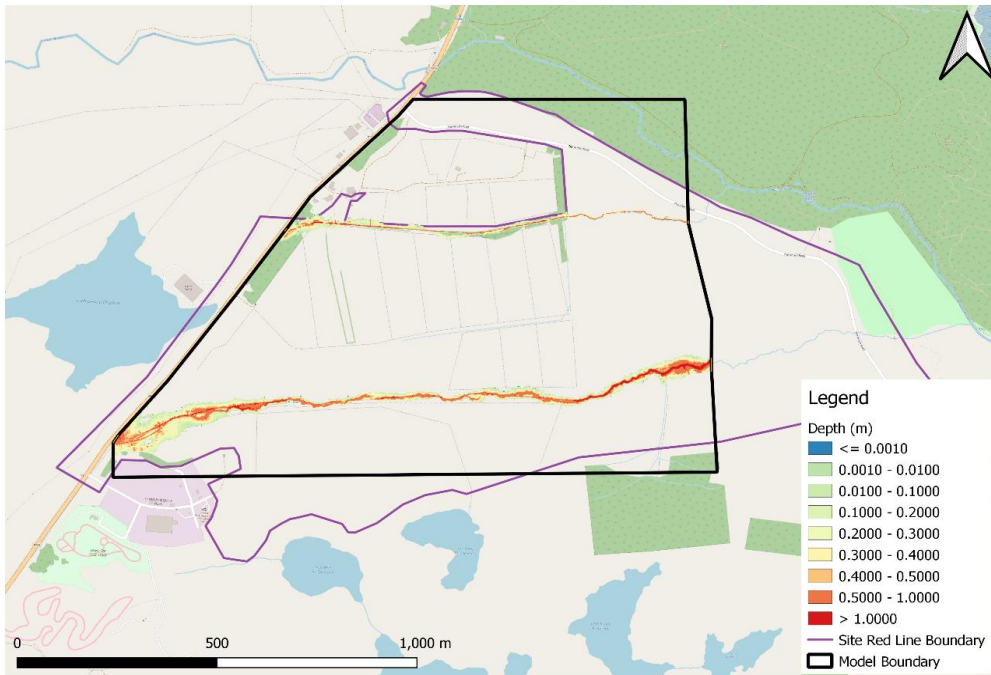 Legend
Depth (m)
<= 0.0010
0.0010 - 0.0100
0.0100 - 0.1000
0.1000 - 0.2000
0.2000 - 0.3000
0.3000 - 0.4000
0.4000 - 0.5000
0.5000 - 1.0000
> 1.0000
Site Red Line Boundary
Model Boundary
0
500
1,000 m